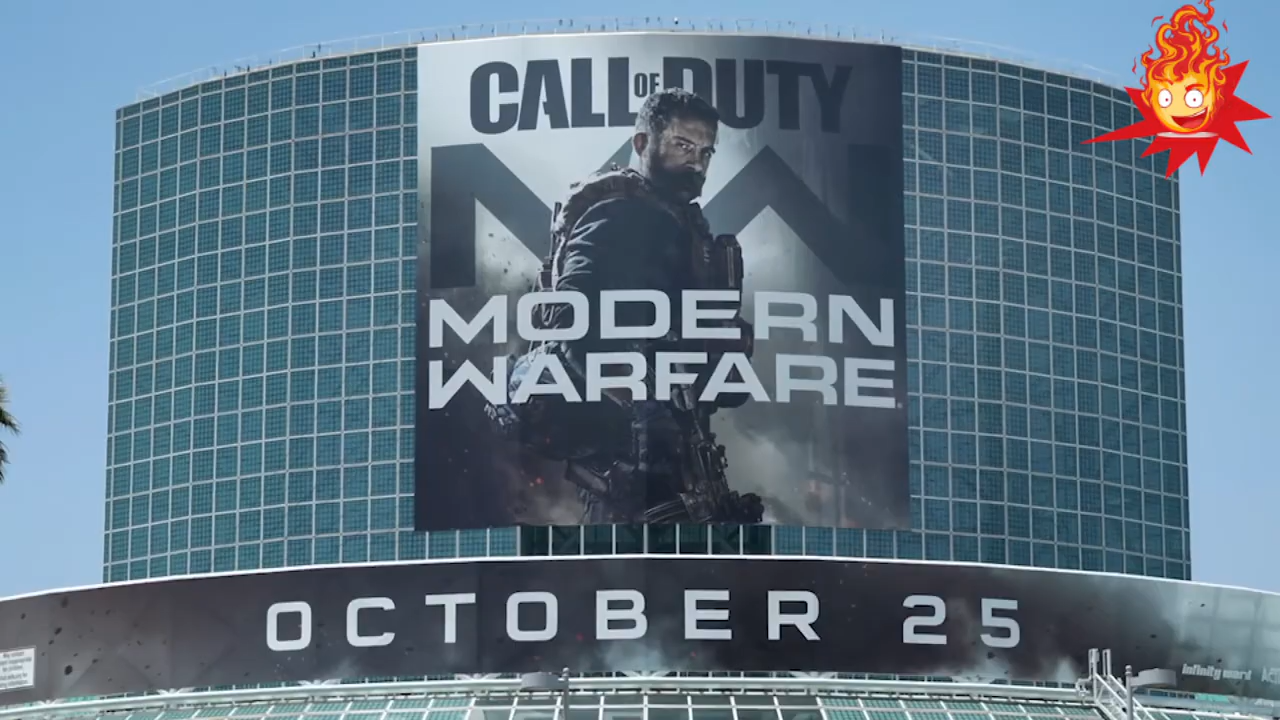 CALL OF DUTY
MODERN
WARFARE
OCTOBER 25
infinity ward